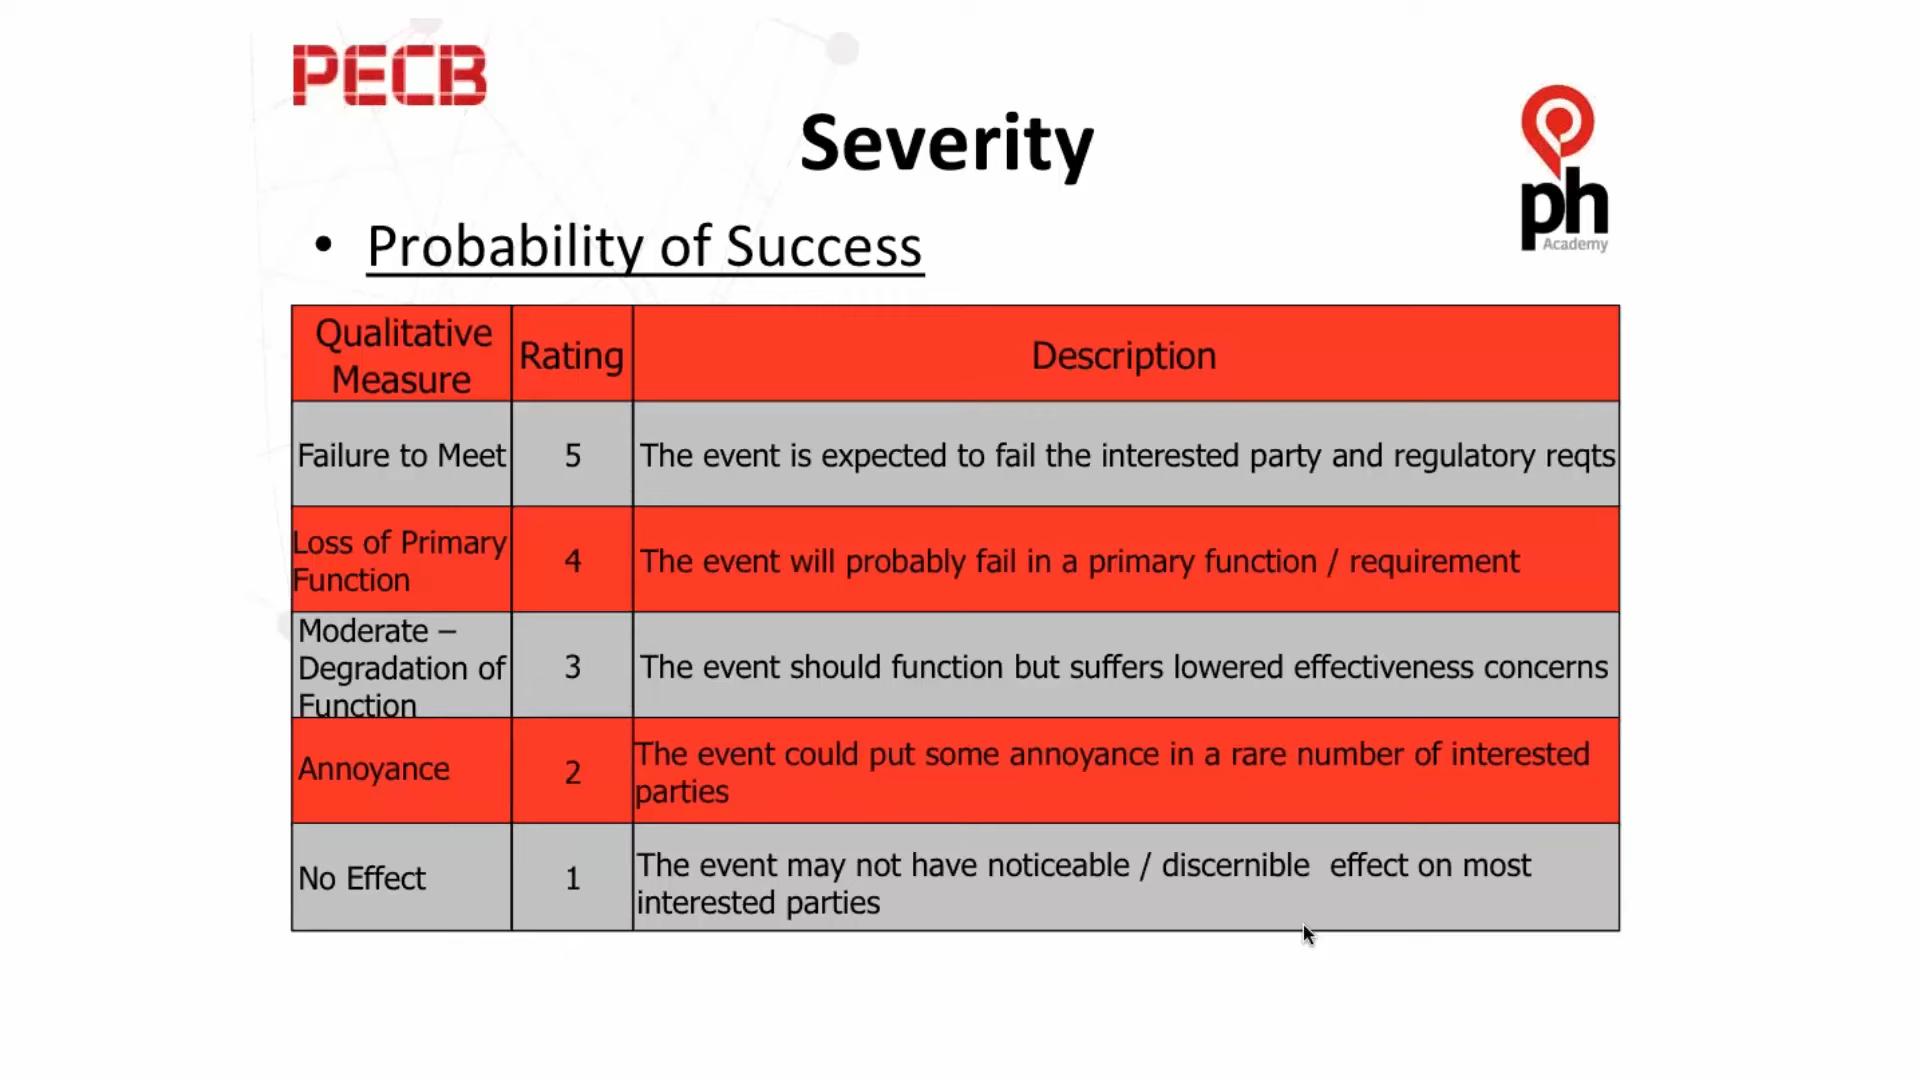 PECB
Severity
ph
Academy
• Probability of Success
Qualitative
Measure
Rating
Description
Failure to Meet
5
The event is expected to fail the interested party and regulatory reqts
Loss of Primary
Function
4
The event will probably fail in a primary function / requirement
Moderate –
Degradation of
Function
3
The event should function but suffers lowered effectiveness concerns
Annoyance
2
The event could put some annoyance in a rare number of interested
parties
No Effect
1
The event may not have noticeable / discernible  effect on most
interested parties